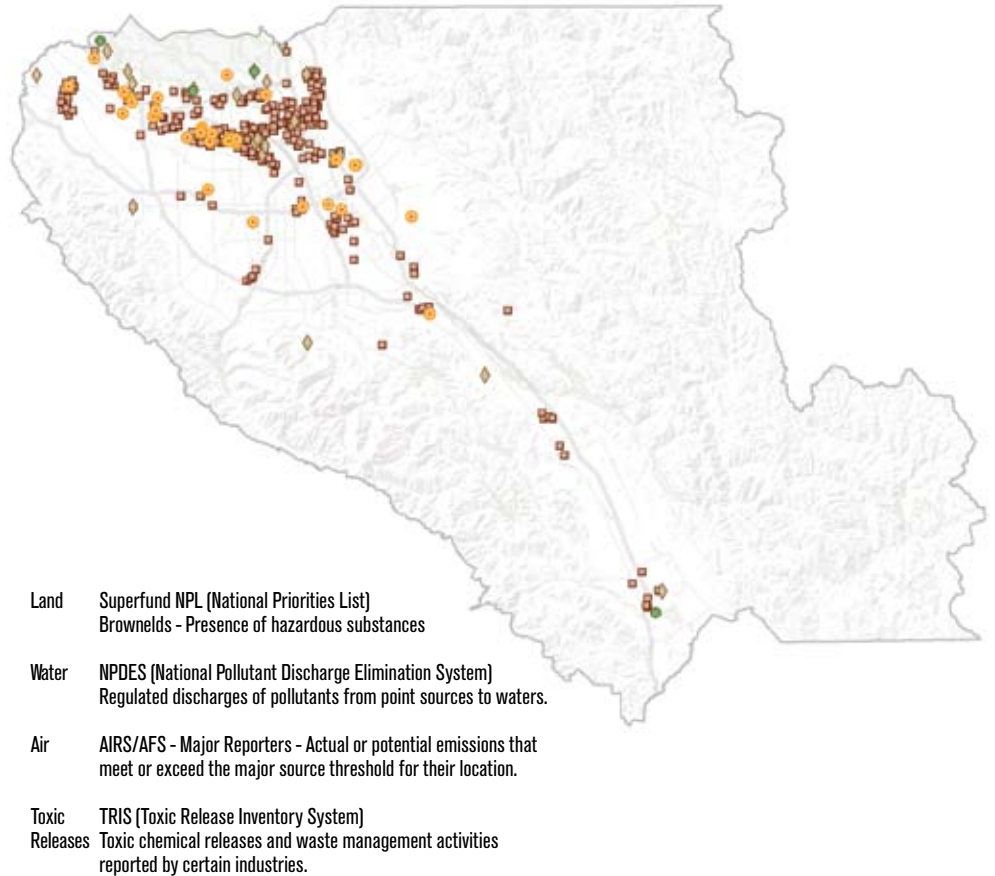 Land Superfund NPL (National Priorities List)
Brownelds - Presence of hazardous substances
Water NPDES (National Pollutant Discharge Elimination System)
Regulated discharges of pollutants from point sources to waters.
Air AIRS/AFS - Major Reporters - Actual or potential emissions that
meet or exceed the major source threshold for their location.
Toxic TRIS (Toxic Release Inventory System)
Releases Toxic chemical releases and waste management activities
reported by certain industries.